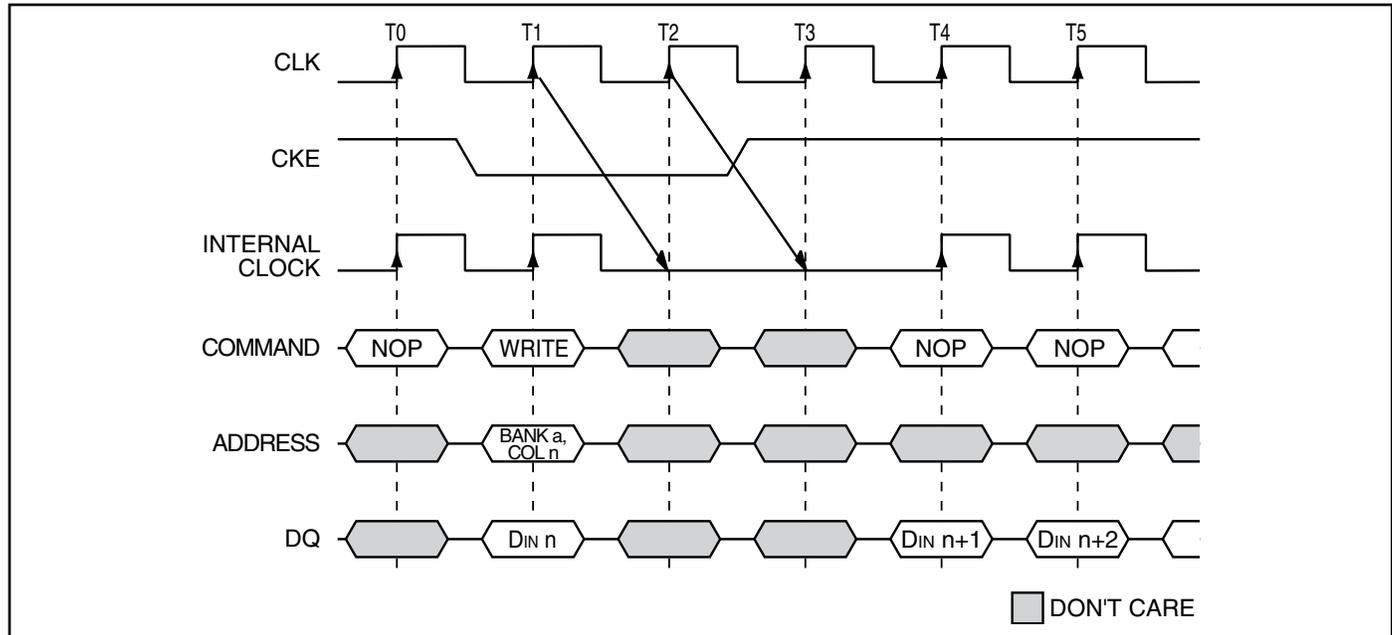 T0 T1 T2 T3 T4 T5
CLK
CKE
INTERNAL
CLOCK
COMMAND NOP WRITE NOP NOP
ADDRESS BANK a,
COL n
DQ DIN n DIN n+1 DIN n+2
DON'T CARE